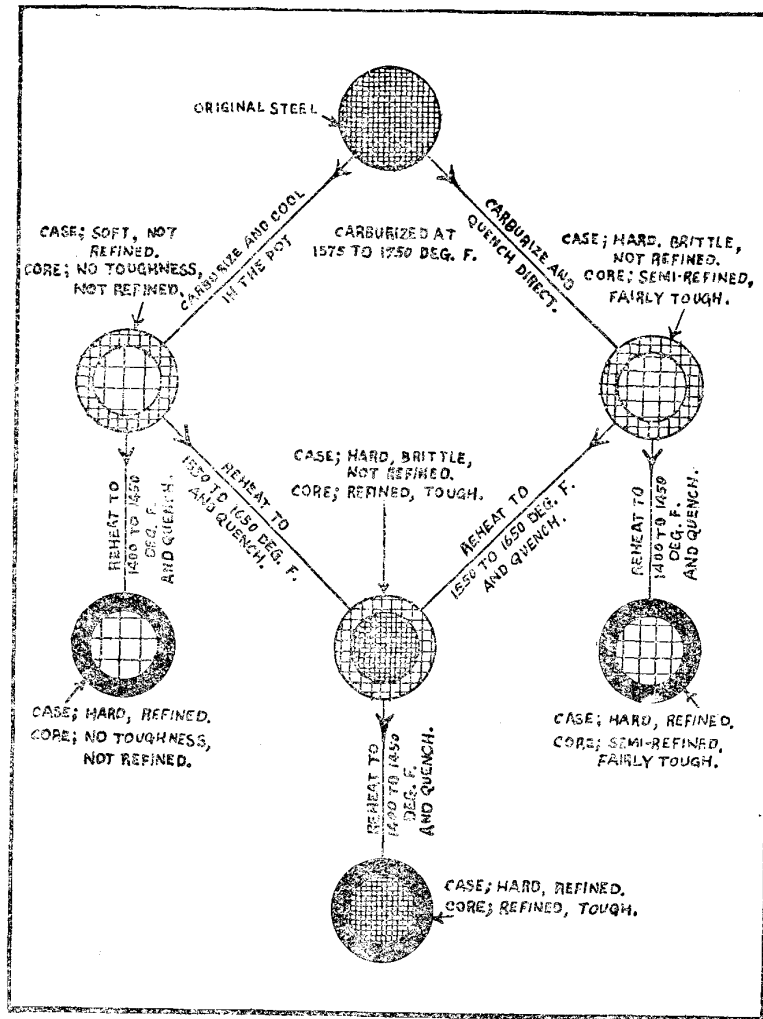 ORIGINAL STEEL
CARBURIZE AND COOL
IN THE POT
CARBURIZED AT
1575 TO 1750 DEG. F.
CARBURIZE AND
QUENCH DIRECT.
CASE; SOFT, NOT
REFINED.
CORE; NO TOUGHNESS,
NOT REFINED.
CASE; HARD, BRITTLE,
NOT REFINED.
CORE; SEMI-REFINED,
FAIRLY TOUGH.
REHEAT TO
1400 TO 1450
DEG. F.
AND QUENCH.
REHEAT TO
1550 TO 1650 DEG. F.
AND QUENCH.
CASE; HARD, BRITTLE,
NOT REFINED.
CORE; REFINED, TOUGH.
REHEAT TO
1550 TO 1650 DEG. F.
AND QUENCH.
REHEAT TO
1400 TO 1450
DEG. F.
AND QUENCH.
CASE; HARD, REFINED.
CORE; NO TOUGHNESS,
NOT REFINED.
REHEAT TO
1400 TO 1450
DEG. F.
AND QUENCH.
CASE; HARD, REFINED.
CORE; SEMI-REFINED,
FAIRLY TOUGH.
CASE; HARD, REFINED.
CORE; REFINED, TOUGH.